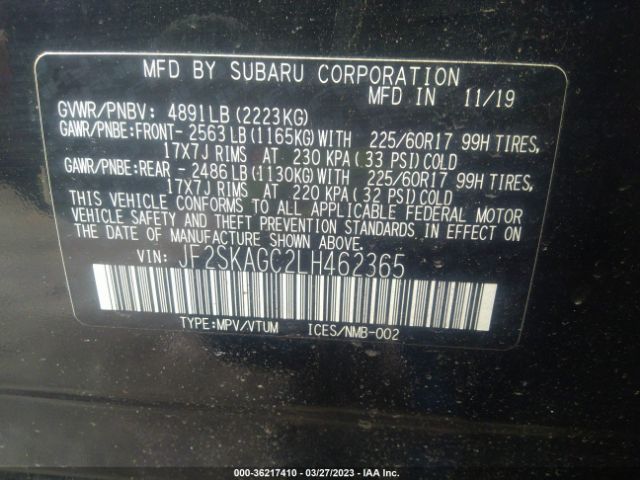 MFD BY SUBARU CORPORATION
MFD IN 11/19
GVWR/PNBV: 4891LB (2223KG)
GAWR/PNBE:FRONT- 2563 LB (1165KG) WITH 225/60R17 99H TIRES,
17X7J RIMS AT 230 KPA (33 PSI) COLD
GAWR/PNBE:REAR - 2486 LB (1130KG) WITH 225/60R17 99H TIRES,
17X7J RIMS AT 220 KPA (32 PSI) COLD
THIS VEHICLE CONFORMS TO ALL APPLICABLE FEDERAL MOTOR
VEHICLE SAFETY AND THEFT PREVENTION STANDARDS IN EFFECT
ON THE DATE OF MANUFACTURE SHOWN ABOVE.
VIN: JF2SKAGC2LH462365
TYPE:MPV/VTUM ICES/NMB-002
000-36217410 - 03/27/2023 - IAA Inc.